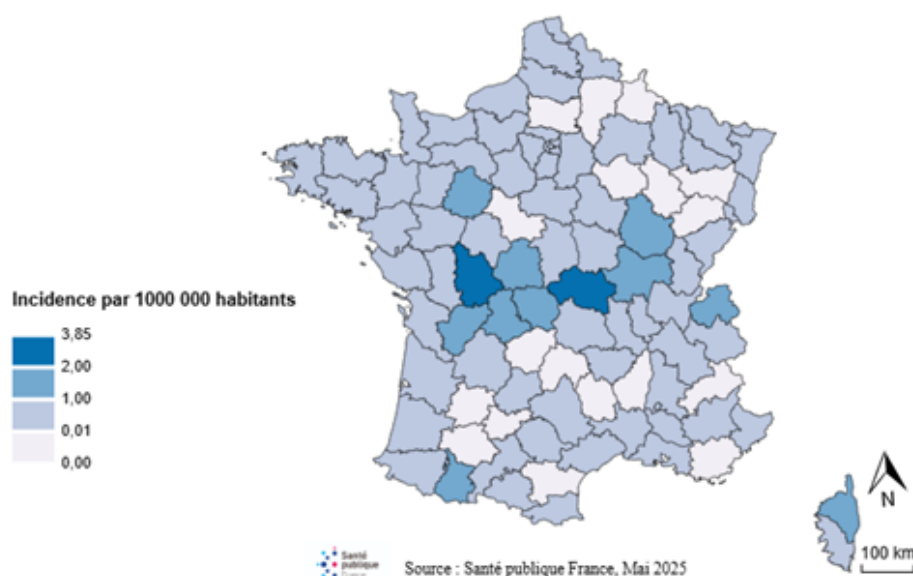 Incidence par 1000 000 habitants
3,85
2,00
1,00
0,01
0,00
N
100 km
Santé
publique
France
Source : Santé publique France, Mai 2025